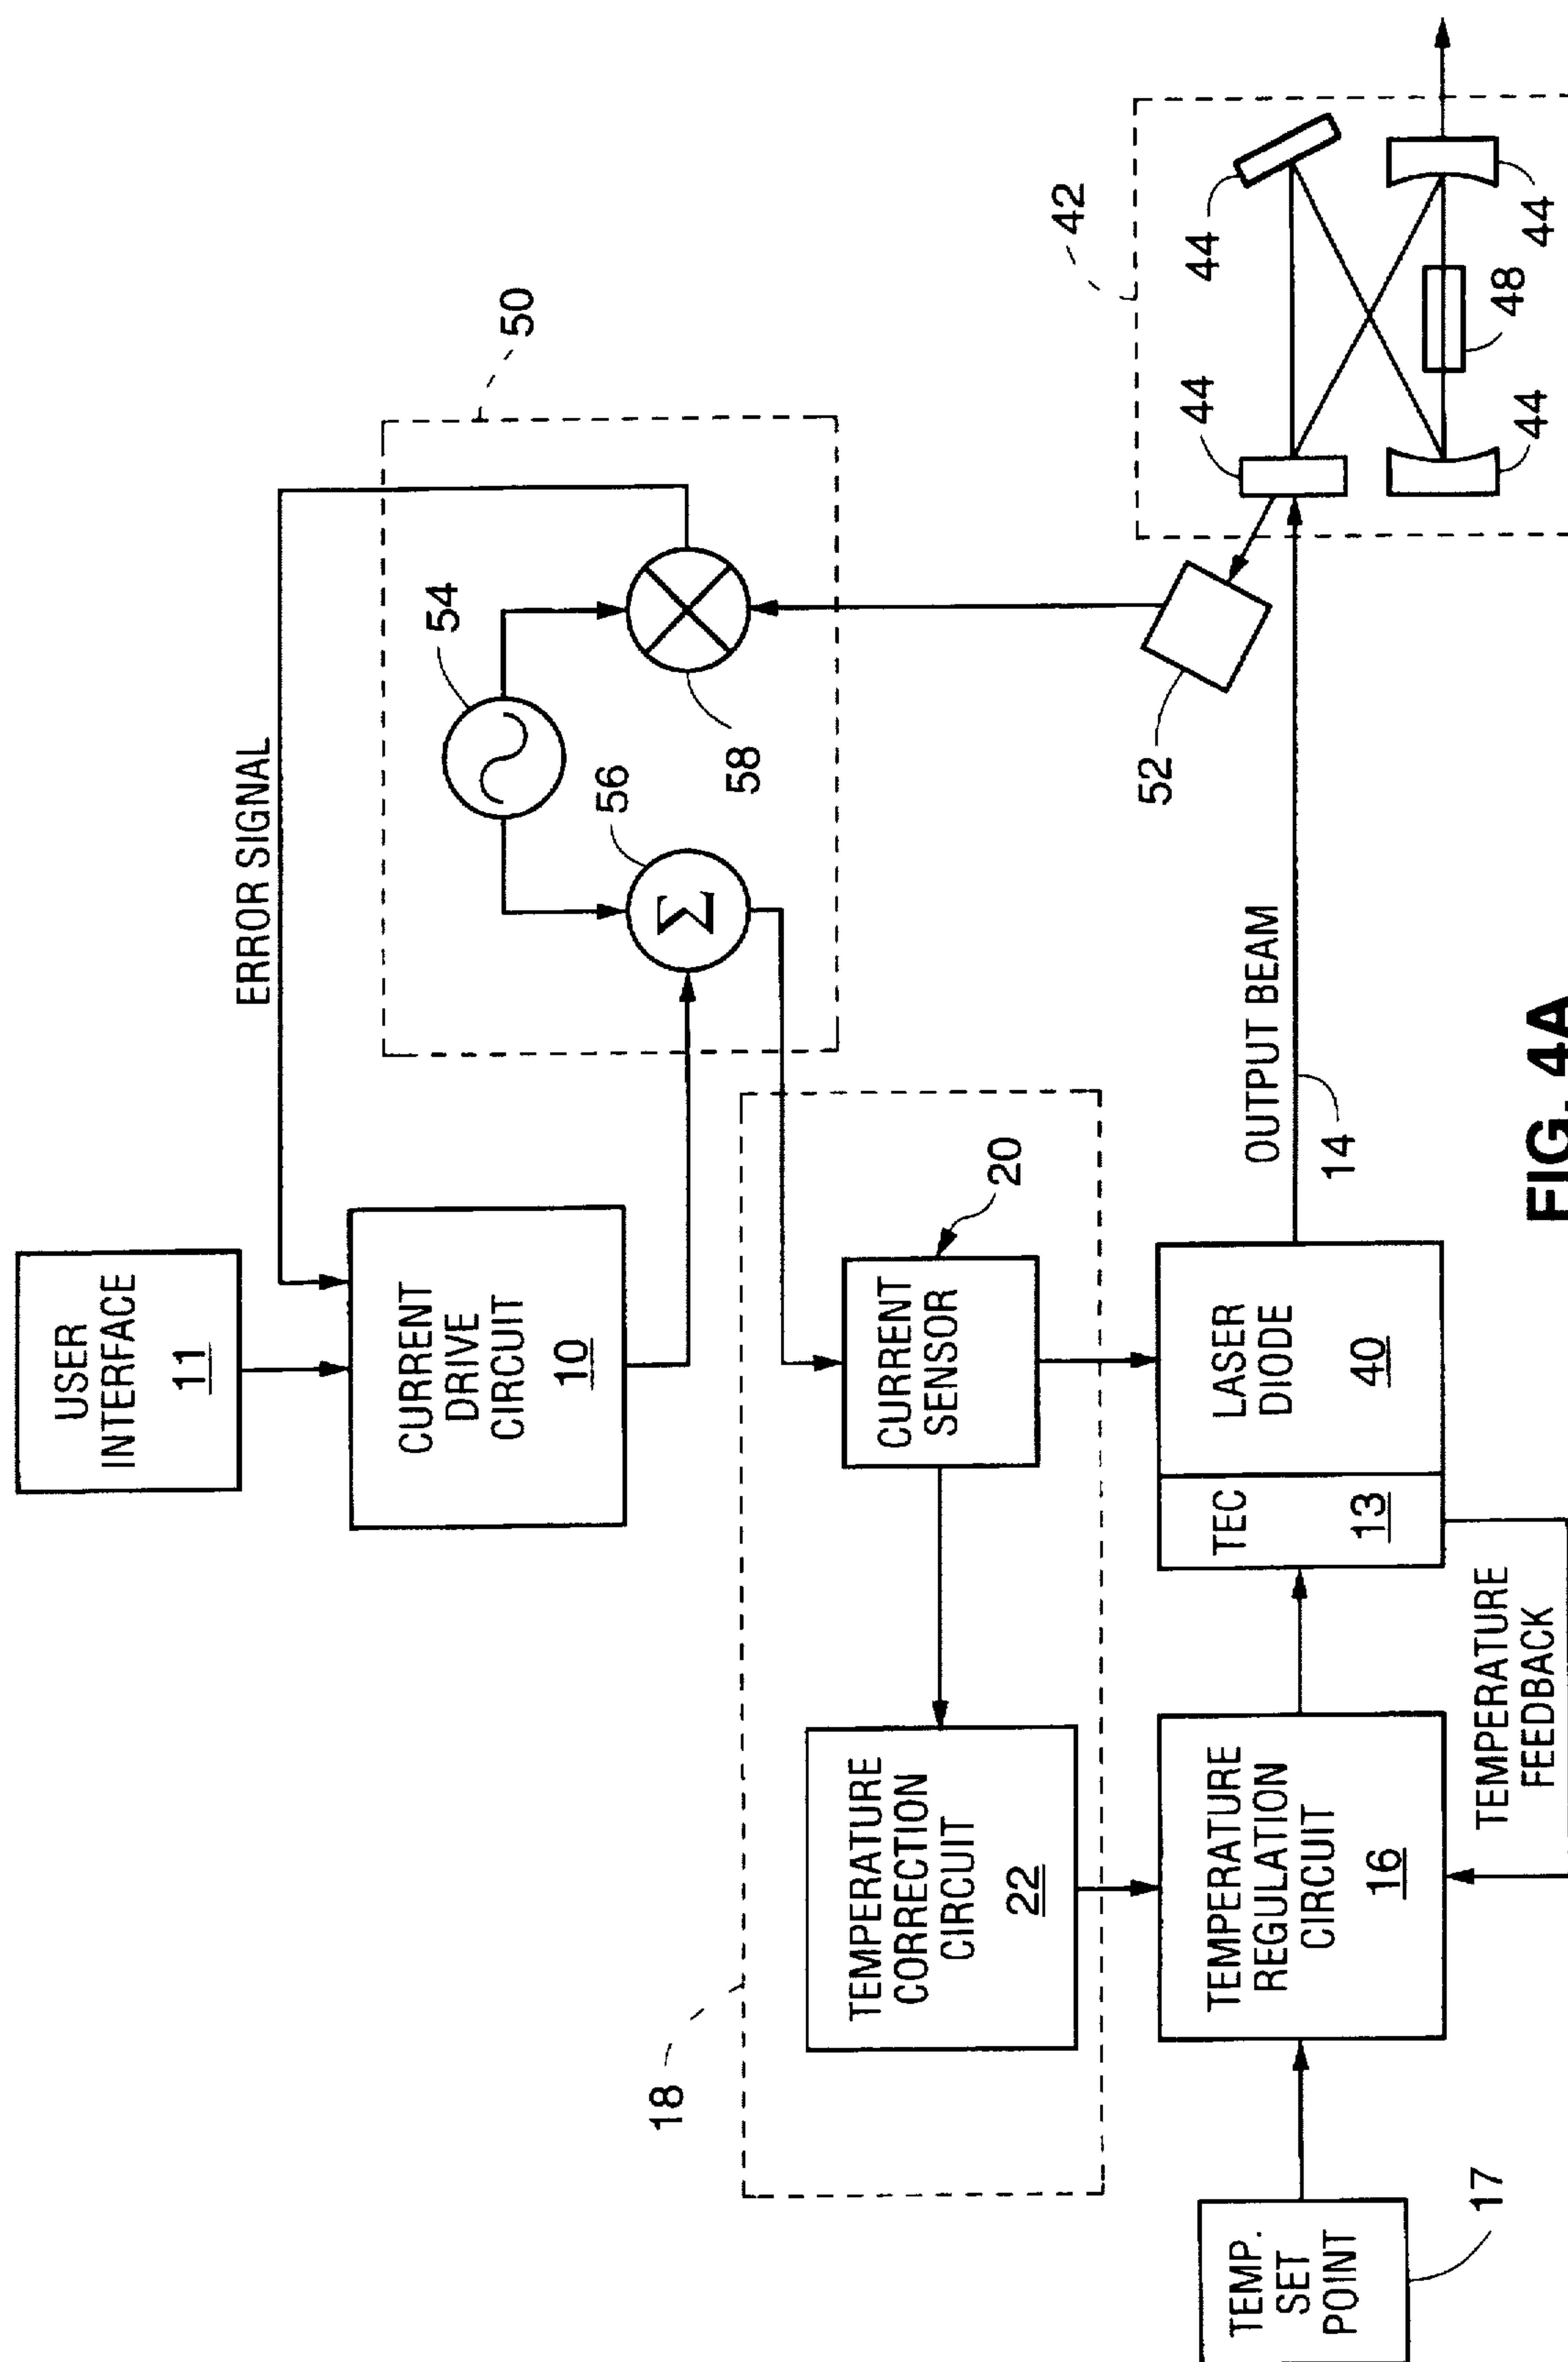 USER
INTERFACE
11
ERROR SIGNAL
CURRENT
DRIVE
CIRCUIT
10
50
54
56
Σ
58
18
TEMPERATURE
CORRECTION
CIRCUIT
22
CURRENT
SENSOR
20
52
42
44
44
44
44
48
TEMP.
SET
POINT
17
TEMPERATURE
REGULATION
CIRCUIT
16
TEC
13
LASER
DIODE
40
OUTPUT BEAM
14
TEMPERATURE
FEEDBACK
FIG. 4A